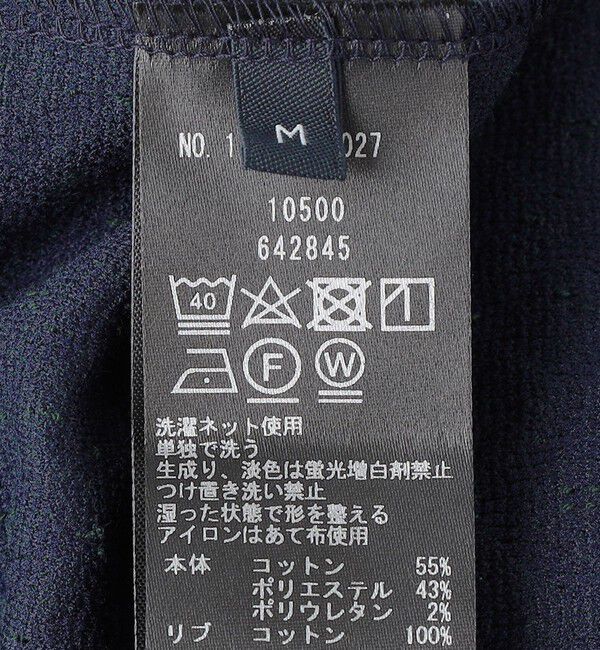 M
NO. 1 027
10500
642845
40
F W
洗濯ネット使用
単独で洗う
生成り、淡色は蛍光増白剤禁止
つけ置き洗い禁止
湿った状態で形を整える
アイロンはあて布使用
本体 コットン 55%
ポリエステル 43%
ポリウレタン 2%
リブ コットン 100%